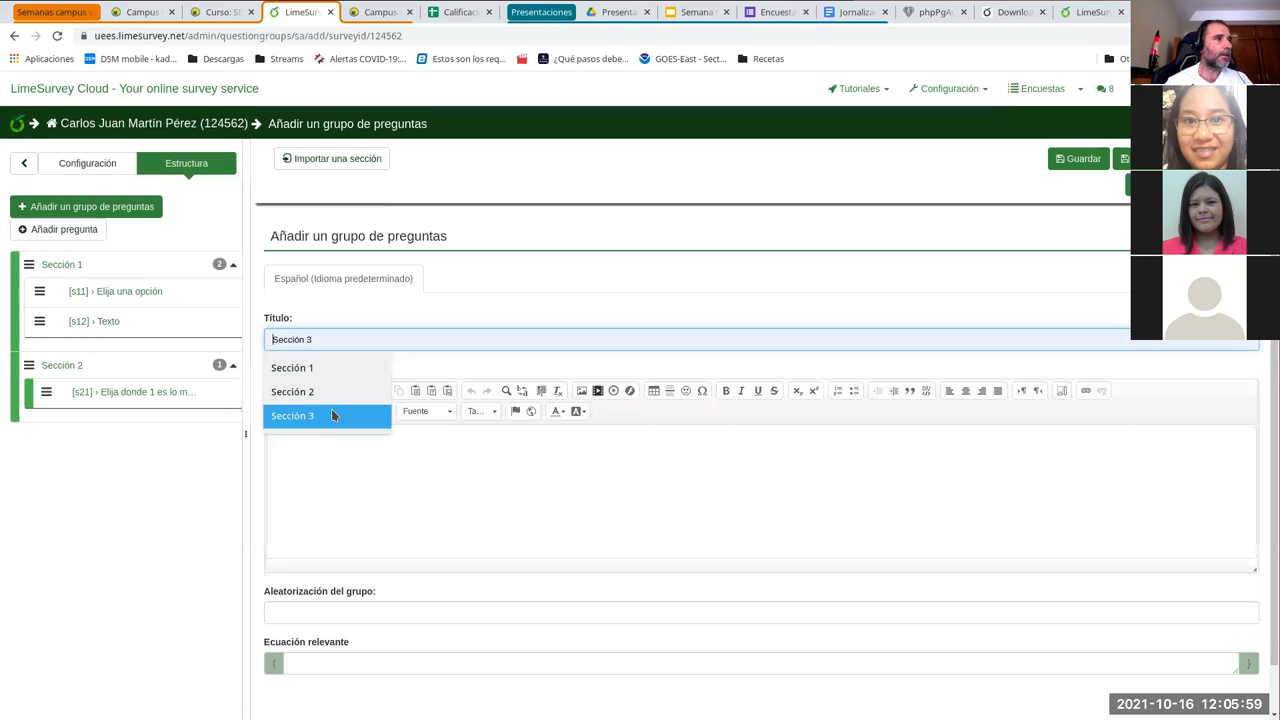 Semanas campus v
Campus
Curso: SI
LimeSurv
Campus
Calificaci
Presentaciones
Present
Semana
Encuest
Jornaliza
phpPgA
Downlo
LimeSurv
uees.limesurvey.net/admin/questiongroups/sa/add/surveyid/124562
Aplicaciones
DSM mobile - kad...
Descargas
Streams
Alertas COVID-19:...
Estos son los req...
¿Qué pasos debe...
GOES-East - Sect...
Recetas
LimeSurvey Cloud - Your online survey service
Tutoriales
Configuración
Encuestas
8
Carlos Juan Martín Pérez (124562)
Añadir un grupo de preguntas
Configuración
Estructura
Importar una sección
Guardar
+ Añadir un grupo de preguntas
Añadir pregunta
Añadir un grupo de preguntas
Sección 1
2
Español (Idioma predeterminado)
[s11] › Elija una opción
[s12] › Texto
Título:
Sección 3
Sección 2
1
Sección 1
[s21] › Elija donde 1 es lo m...
Sección 2
Sección 3
Fuente
Ta...
Aleatorización del grupo:
Ecuación relevante
{
}
2021-10-16 12:05:59